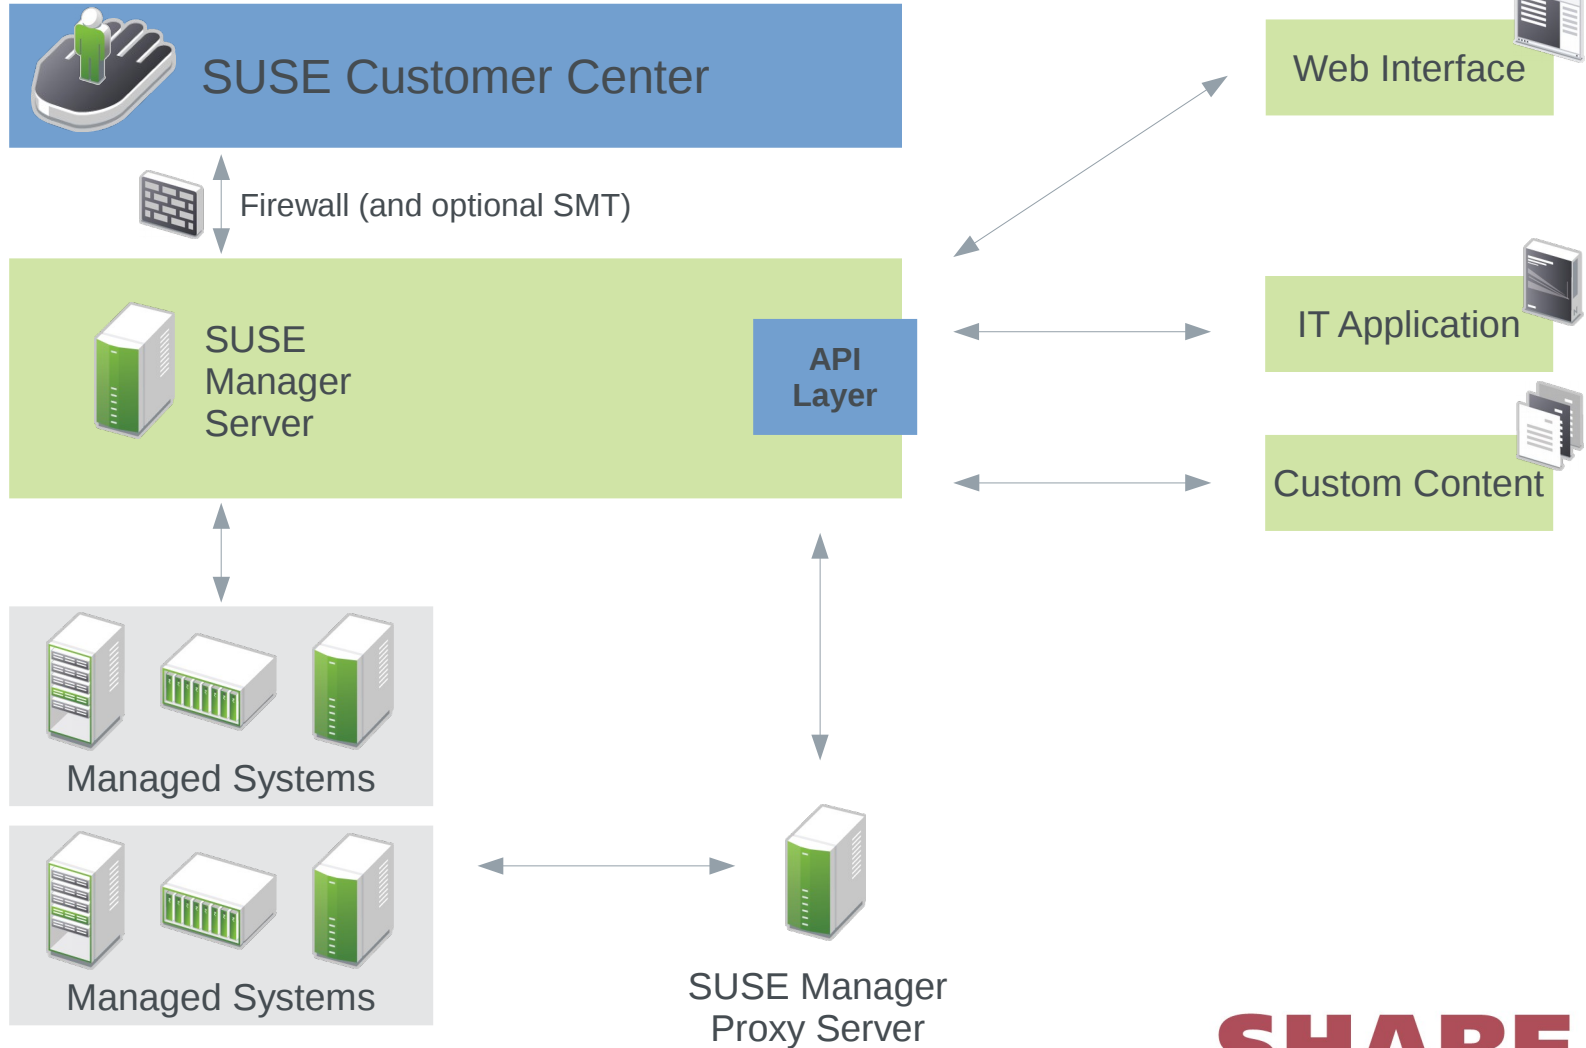 SUSE Customer Center
Web Interface
Firewall (and optional SMT)
SUSE
Manager
Server
API
Layer
IT Application
Custom Content
Managed Systems
Managed Systems
SUSE Manager
Proxy Server
SHARE